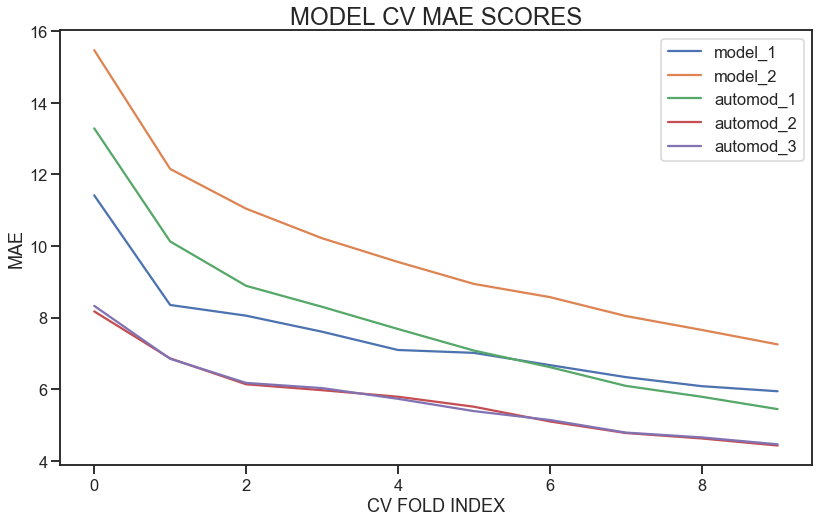 MODEL CV MAE SCORES
model_1
model_2
automod_1
automod_2
automod_3
MAE
16
14
12
10
8
6
4
0 2 4 6 8
CV FOLD INDEX